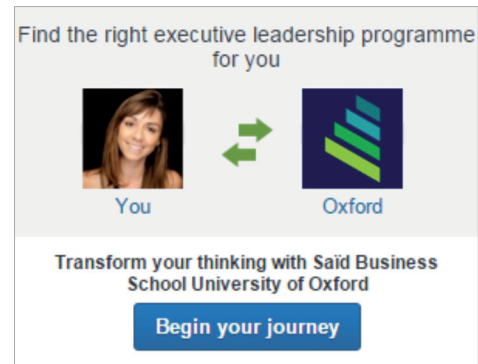 Find the right executive leadership programme
for you
You
Oxford
Transform your thinking with Saïd Business
School University of Oxford
Begin your journey